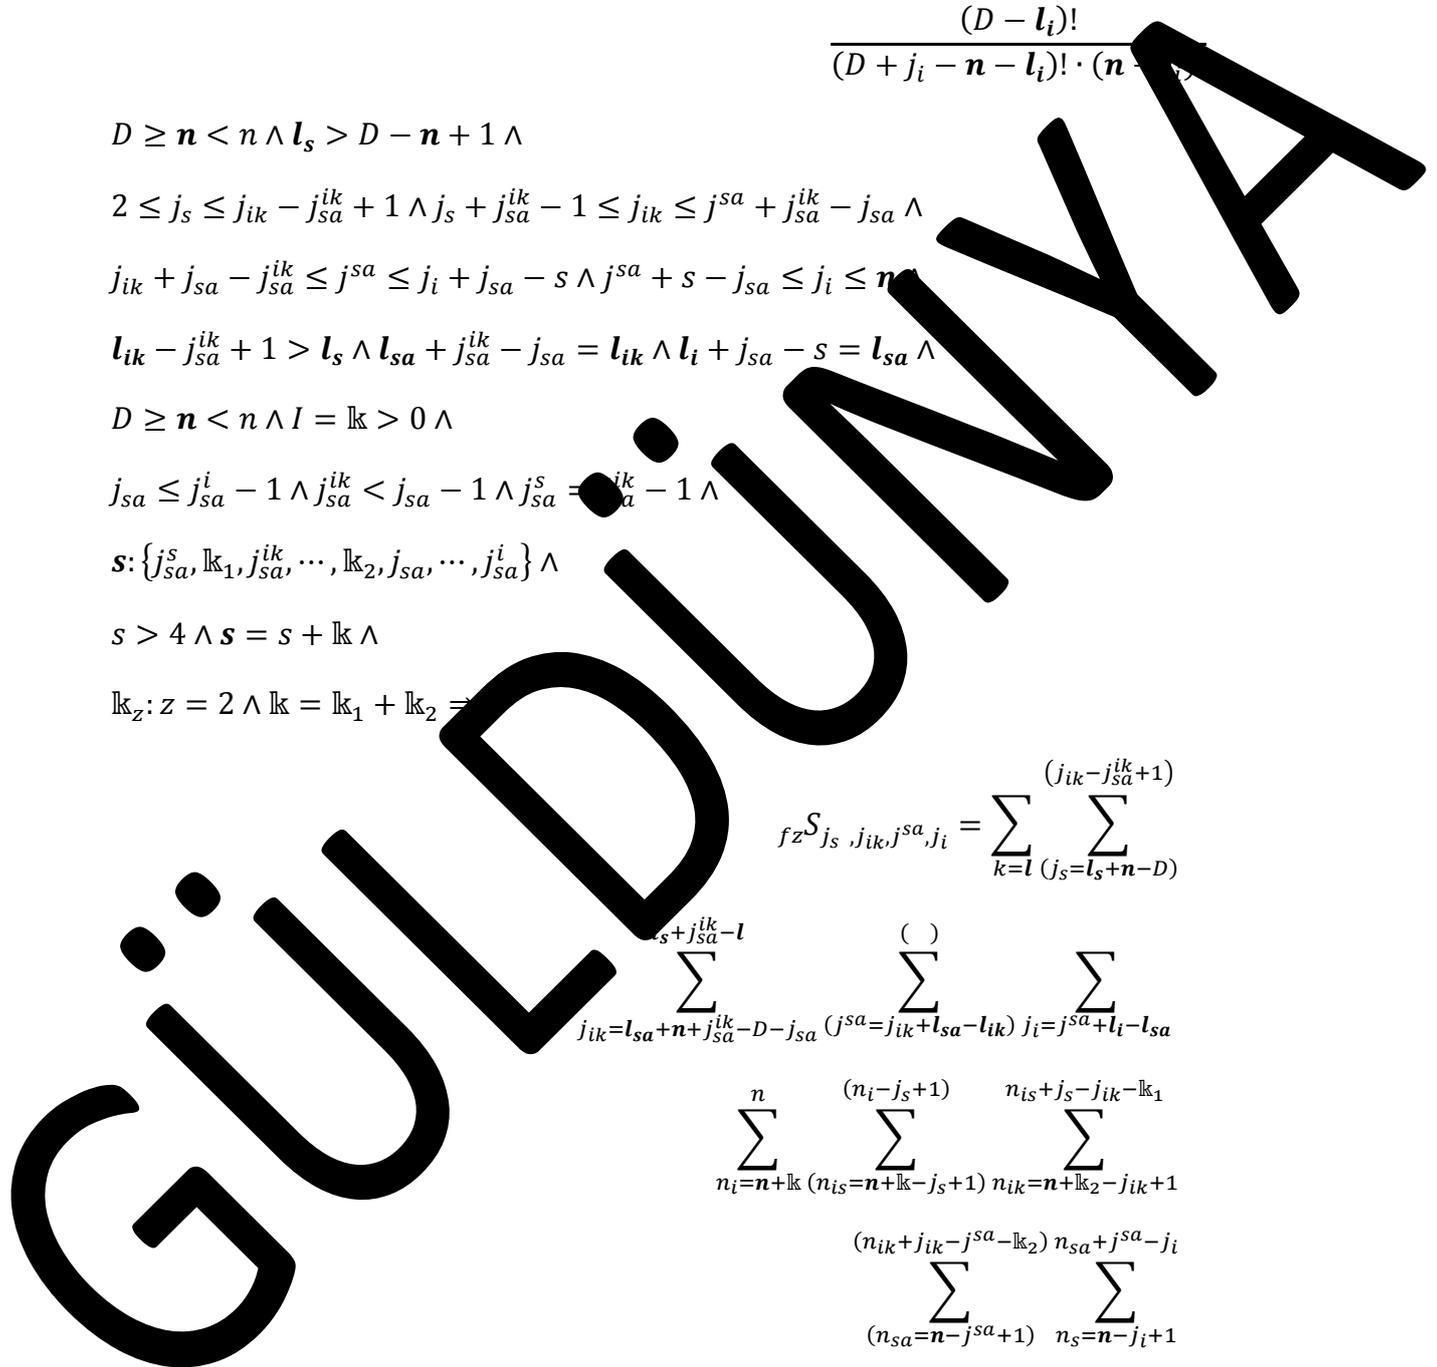 (D − l_i)!
(D + j_i − n − l_i)! · (n
D ≥ n < n ∧ l_s > D − n + 1 ∧
2 ≤ j_s ≤ j_ik − j_sa^ik + 1 ∧ j_s + j_sa^ik − 1 ≤ j_ik ≤ j^sa + j_sa^ik − j_sa ∧
j_ik + j_sa − j_sa^ik ≤ j^sa ≤ j_i + j_sa − s ∧ j^sa + s − j_sa ≤ j_i ≤ n ∧
l_ik − j_sa^ik + 1 > l_s ∧ l_sa + j_sa^ik − j_sa = l_ik ∧ l_i + j_sa − s = l_sa ∧
D ≥ n < n ∧ I = 𝕜 > 0 ∧
j_sa ≤ j_sa^i − 1 ∧ j_sa^ik < j_sa − 1 ∧ j_sa^s = − 1 ∧
s: {j_sa^s, 𝕜_1, j_sa^ik, ⋯ , 𝕜_2, j_sa, ⋯ , j_sa^i} ∧
s > 4 ∧ s = s + 𝕜 ∧
𝕜_z: z = 2 ∧ 𝕜 = 𝕜_1 + 𝕜_2 ⇒
(j_ik−j_sa^ik+1)
fzS_j_s ,j_ik,j^sa,j_i = ∑ ∑
k=l (j_s=l_s+n−D)
l_s+j_sa^ik−l ( )
∑ ∑ ∑
j_ik=l_sa+n+j_sa^ik−D−j_sa (j^sa=j_ik+l_sa−l_ik) j_i=j^sa+l_i−l_sa
n (n_i−j_s+1) n_is+j_s−j_ik−𝕜_1
∑ ∑ ∑
n_i=n+𝕜 (n_is=n+𝕜−j_s+1) n_ik=n+𝕜_2−j_ik+1
(n_ik+j_ik−j^sa−𝕜_2) n_sa+j^sa−j_i
∑ ∑
(n_sa=n−j^sa+1) n_s=n−j_i+1
GÜLDÜNYA